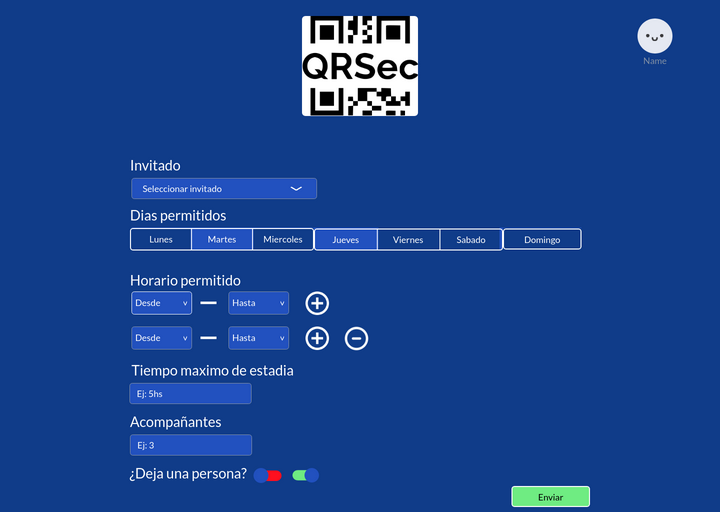 QRSec
Name
Invitado
Seleccionar invitado
Dias permitidos
Lunes Martes Miercoles Jueves Viernes Sabado Domingo
Horario permitido
Desde v Hasta v
Desde v Hasta v
Tiempo maximo de estadia
Ej: 5hs
Acompañantes
Ej: 3
¿Deja una persona?
Enviar